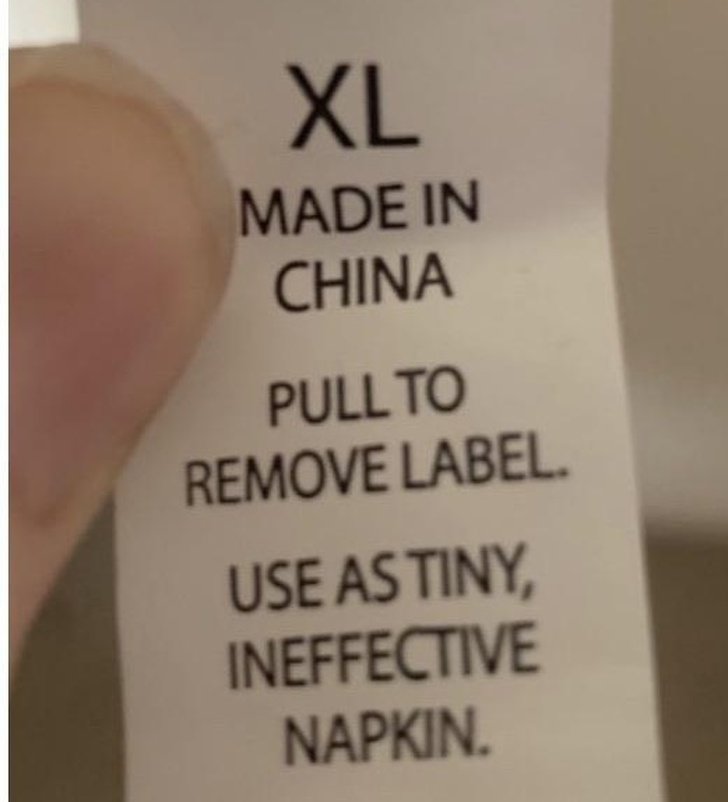 XL
MADE IN
CHINA
PULL TO
REMOVE LABEL.
USE AS TINY,
INEFFECTIVE
NAPKIN.